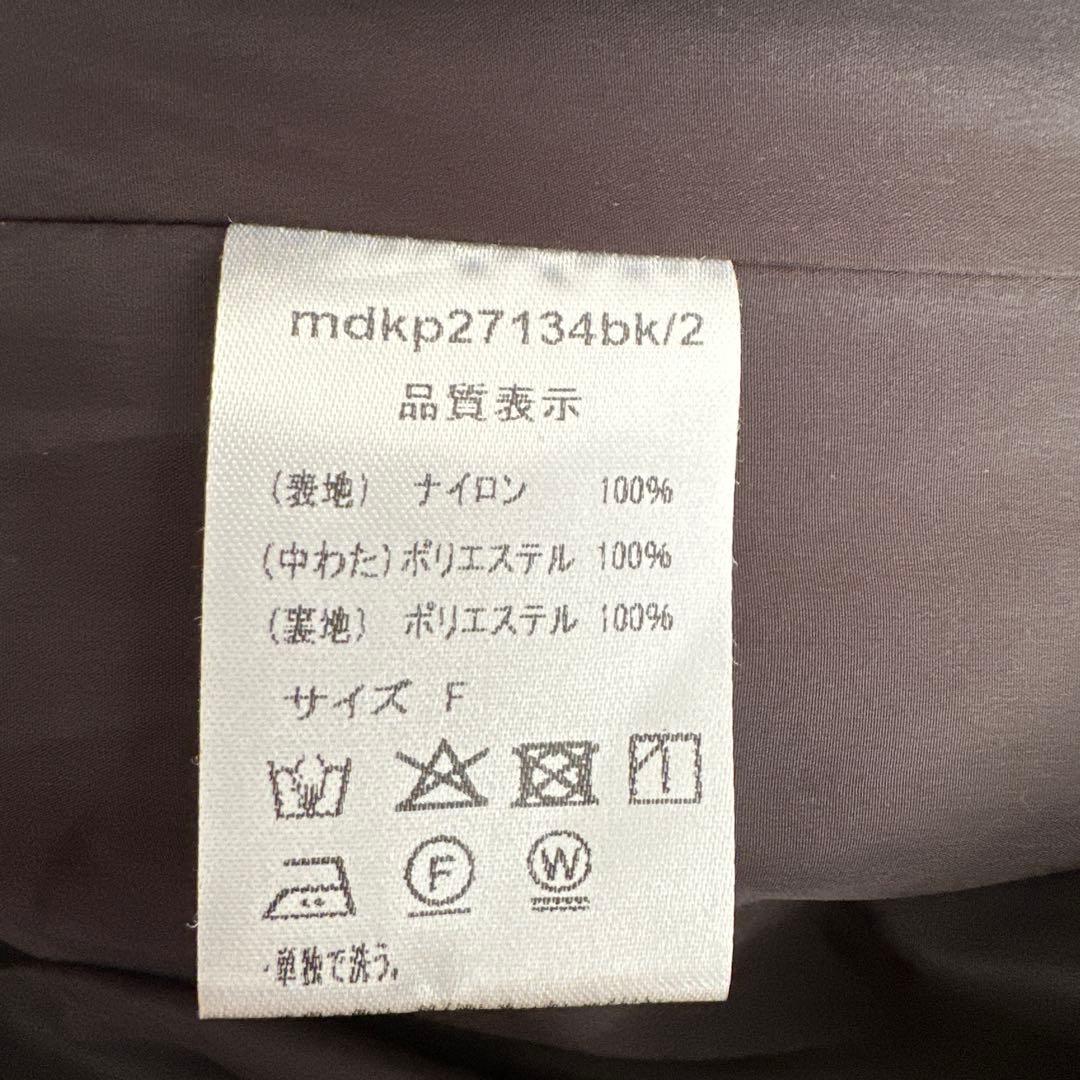 mdkp27134bk/2
品質表示
(表地) ナイロン 100%
(中わた) ポリエステル 100%
(裏地) ポリエステル 100%
サイズ F
F W
・単独で洗う。